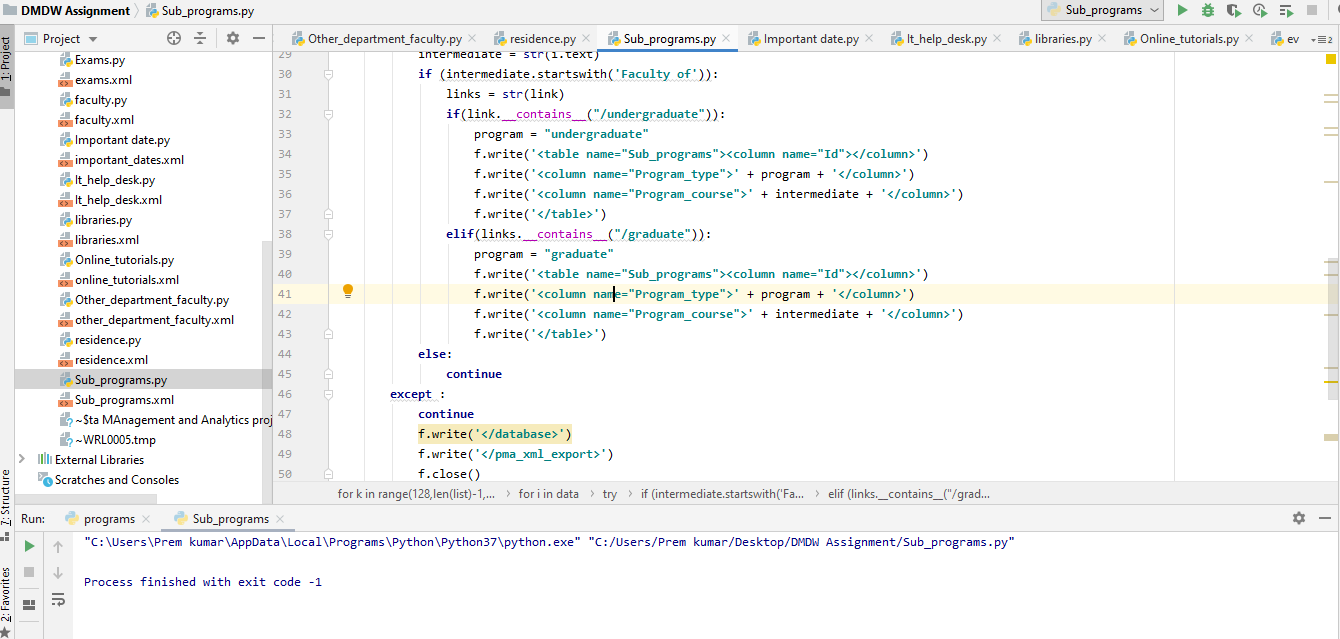 DMDW Assignment Sub_programs.py Sub_programs
Project Other_department_faculty.py residence.py Sub_programs.py Important date.py It_help_desk.py libraries.py Online_tutorials.py ev
1: Project
Exams.py
exams.xml
faculty.py
faculty.xml
Important date.py
important_dates.xml
It_help_desk.py
It_help_desk.xml
libraries.py
libraries.xml
Online_tutorials.py
online_tutorials.xml
Other_department_faculty.py
other_department_faculty.xml
residence.py
residence.xml
Sub_programs.py
Sub_programs.xml
~$ta MAnagement and Analytics proj
~WRL0005.tmp
External Libraries
Scratches and Consoles
29 intermediate = str(i.text)
30 if (intermediate.startswith('Faculty of')):
31 links = str(link)
32 if(link.__contains__("/undergraduate")):
33 program = "undergraduate"
34 f.write('<table name="Sub_programs"><column name="Id"></column>')
35 f.write('<column name="Program_type">' + program + '</column>')
36 f.write('<column name="Program_course">' + intermediate + '</column>')
37 f.write('</table>')
38 elif(links.__contains__("/graduate")):
39 program = "graduate"
40 f.write('<table name="Sub_programs"><column name="Id"></column>')
41 f.write('<column name="Program_type">' + program + '</column>')
42 f.write('<column name="Program_course">' + intermediate + '</column>')
43 f.write('</table>')
44 else:
45 continue
46 except :
47 continue
48 f.write('</database>')
49 f.write('</pma_xml_export>')
50 f.close()
for k in range(128,len(list)-1,... › for i in data › try › if (intermediate.startswith('Fa... › elif (links.__contains__("/grad...
7: Structure
2: Favorites
Run: programs Sub_programs
"C:\Users\Prem kumar\AppData\Local\Programs\Python\Python37\python.exe" "C:/Users/Prem kumar/Desktop/DMDW Assignment/Sub_programs.py"
Process finished with exit code -1